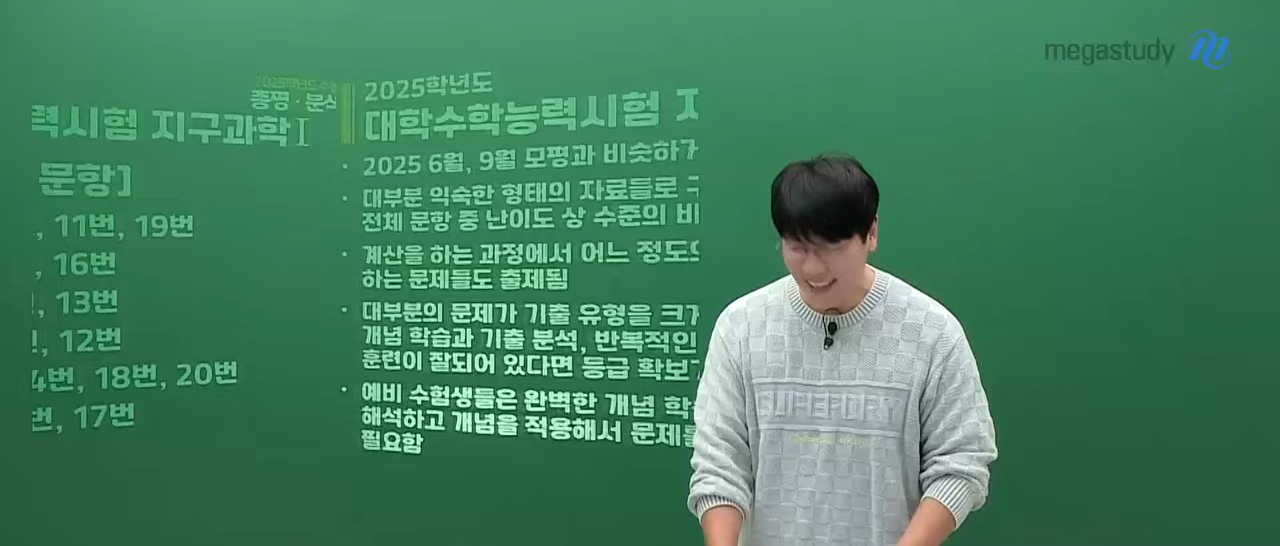 megastudy
총평 · 분석
력시험 지구과학I
문항]
, 11번, 19번
, 16번
, 13번
, 12번
4번, 18번, 20번
번, 17번
2025학년도
대학수학능력시험 지
· 2025 6월, 9월 모평과 비슷하거
· 대부분 익숙한 형태의 자료들로 구
전체 문항 중 난이도 상 수준의 비
· 계산을 하는 과정에서 어느 정도의
하는 문제들도 출제됨
· 대부분의 문제가 기출 유형을 크게
개념 학습과 기출 분석, 반복적인
훈련이 잘되어 있다면 등급 확보가
· 예비 수험생들은 완벽한 개념 학습
해석하고 개념을 적용해서 문제를
필요함